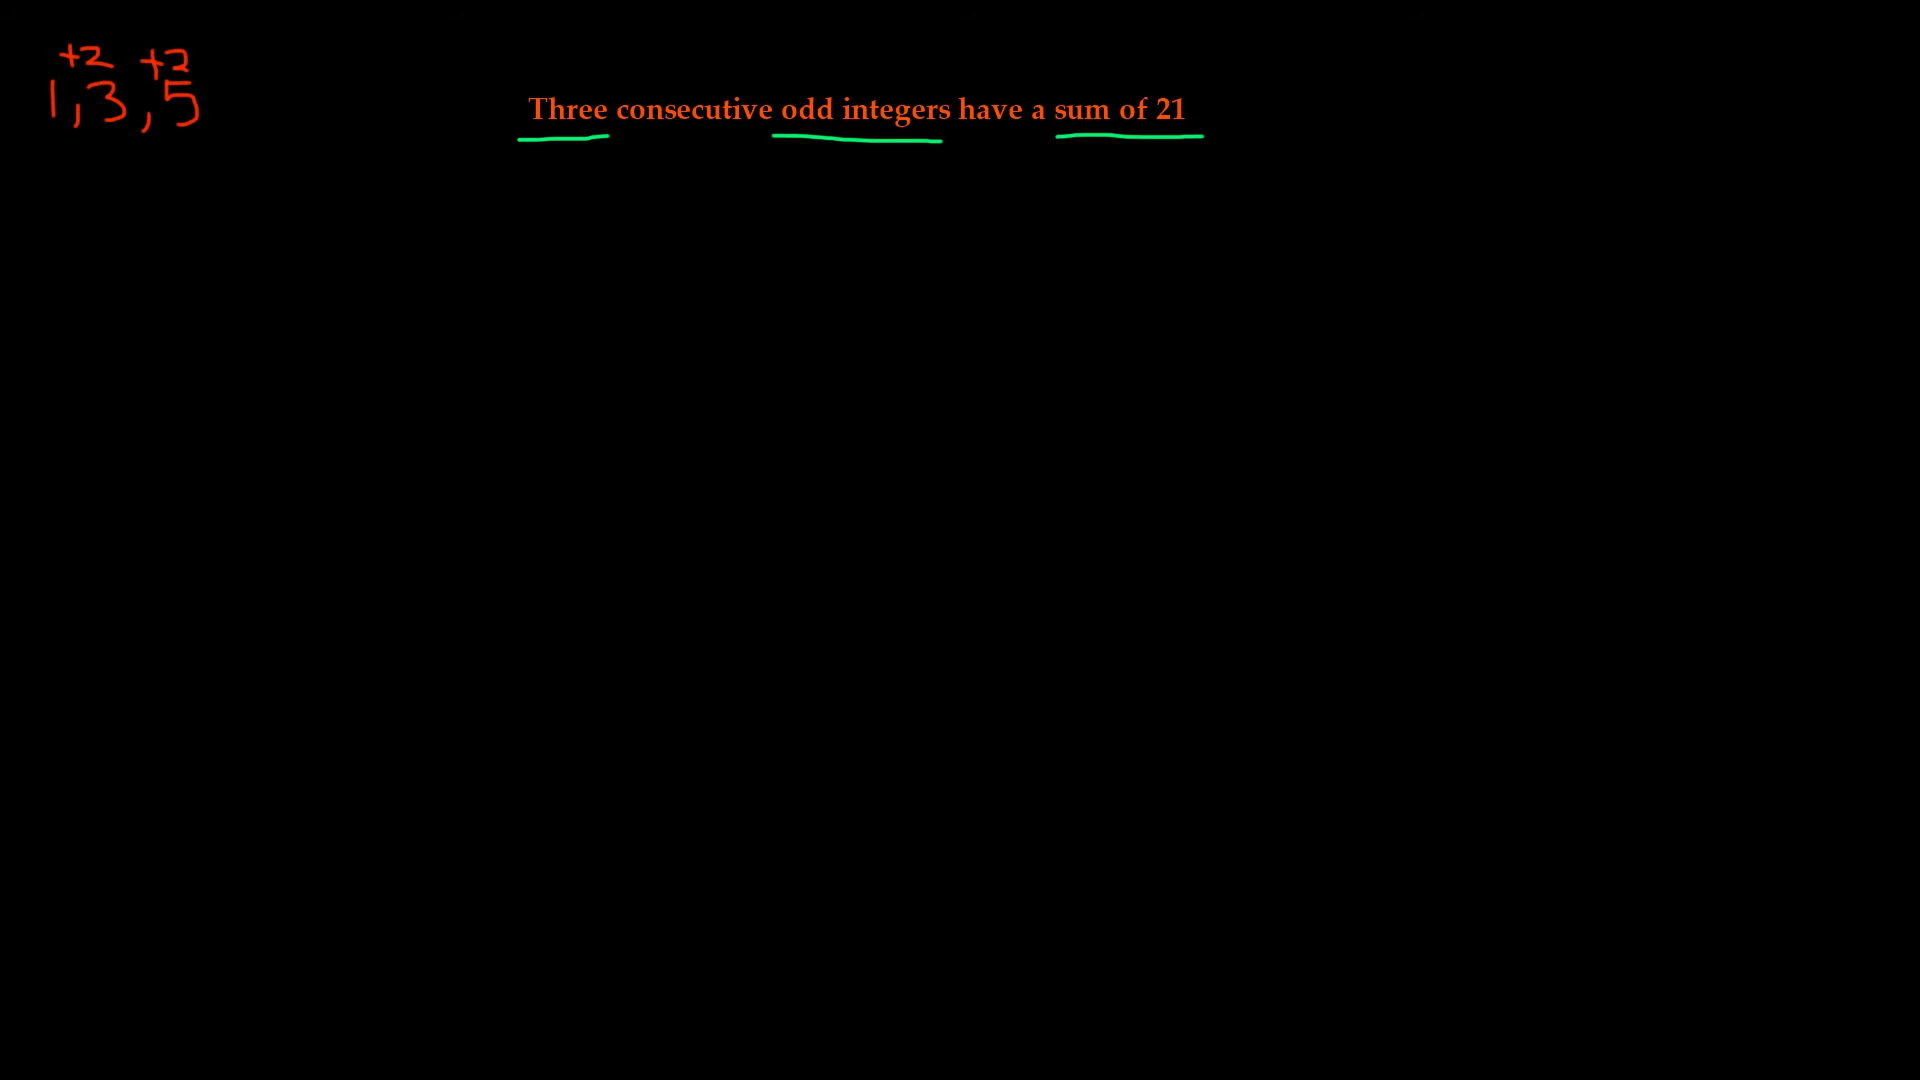 +2 +2
1,3,5
Three consecutive odd integers have a sum of 21